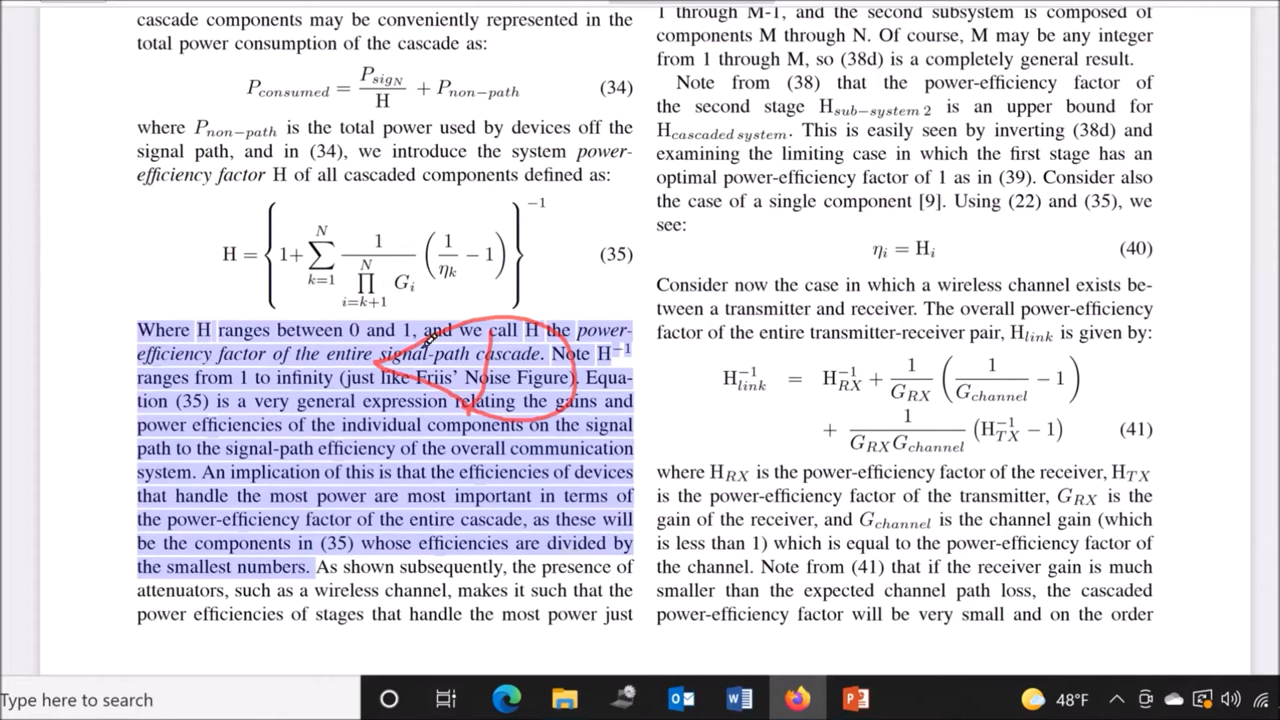 cascade components may be conveniently represented in the
total power consumption of the cascade as:
P_consumed = P_sigN / H + P_non−path (34)
where P_non−path is the total power used by devices off the
signal path, and in (34), we introduce the system power-
efficiency factor H of all cascaded components defined as:
H = { 1 + ∑_{k=1}^{N} 1 / ∏_{i=k+1}^{N} G_i ( 1/η_k − 1 ) }^{−1} (35)
Where H ranges between 0 and 1, and we call H the power-
efficiency factor of the entire signal-path cascade. Note H^{−1}
ranges from 1 to infinity (just like Friis’ Noise Figure). Equa-
tion (35) is a very general expression relating the gains and
power efficiencies of the individual components on the signal
path to the signal-path efficiency of the overall communication
system. An implication of this is that the efficiencies of devices
that handle the most power are most important in terms of
the power-efficiency factor of the entire cascade, as these will
be the components in (35) whose efficiencies are divided by
the smallest numbers. As shown subsequently, the presence of
attenuators, such as a wireless channel, makes it such that the
power efficiencies of stages that handle the most power just
1 through M-1, and the second subsystem is composed of
components M through N. Of course, M may be any integer
from 1 through M, so (38d) is a completely general result.
Note from (38) that the power-efficiency factor of
the second stage H_sub−system 2 is an upper bound for
H_cascaded system. This is easily seen by inverting (38d) and
examining the limiting case in which the first stage has an
optimal power-efficiency factor of 1 as in (39). Consider also
the case of a single component [9]. Using (22) and (35), we
see:
η_i = H_i (40)
Consider now the case in which a wireless channel exists be-
tween a transmitter and receiver. The overall power-efficiency
factor of the entire transmitter-receiver pair, H_link is given by:
H_link^{−1} = H_RX^{−1} + 1/G_RX ( 1/G_channel − 1 )
+ 1/(G_RX G_channel) (H_TX^{−1} − 1) (41)
where H_RX is the power-efficiency factor of the receiver, H_TX
is the power-efficiency factor of the transmitter, G_RX is the
gain of the receiver, and G_channel is the channel gain (which
is less than 1) which is equal to the power-efficiency factor of
the channel. Note from (41) that if the receiver gain is much
smaller than the expected channel path loss, the cascaded
power-efficiency factor will be very small and on the order
Type here to search
48°F